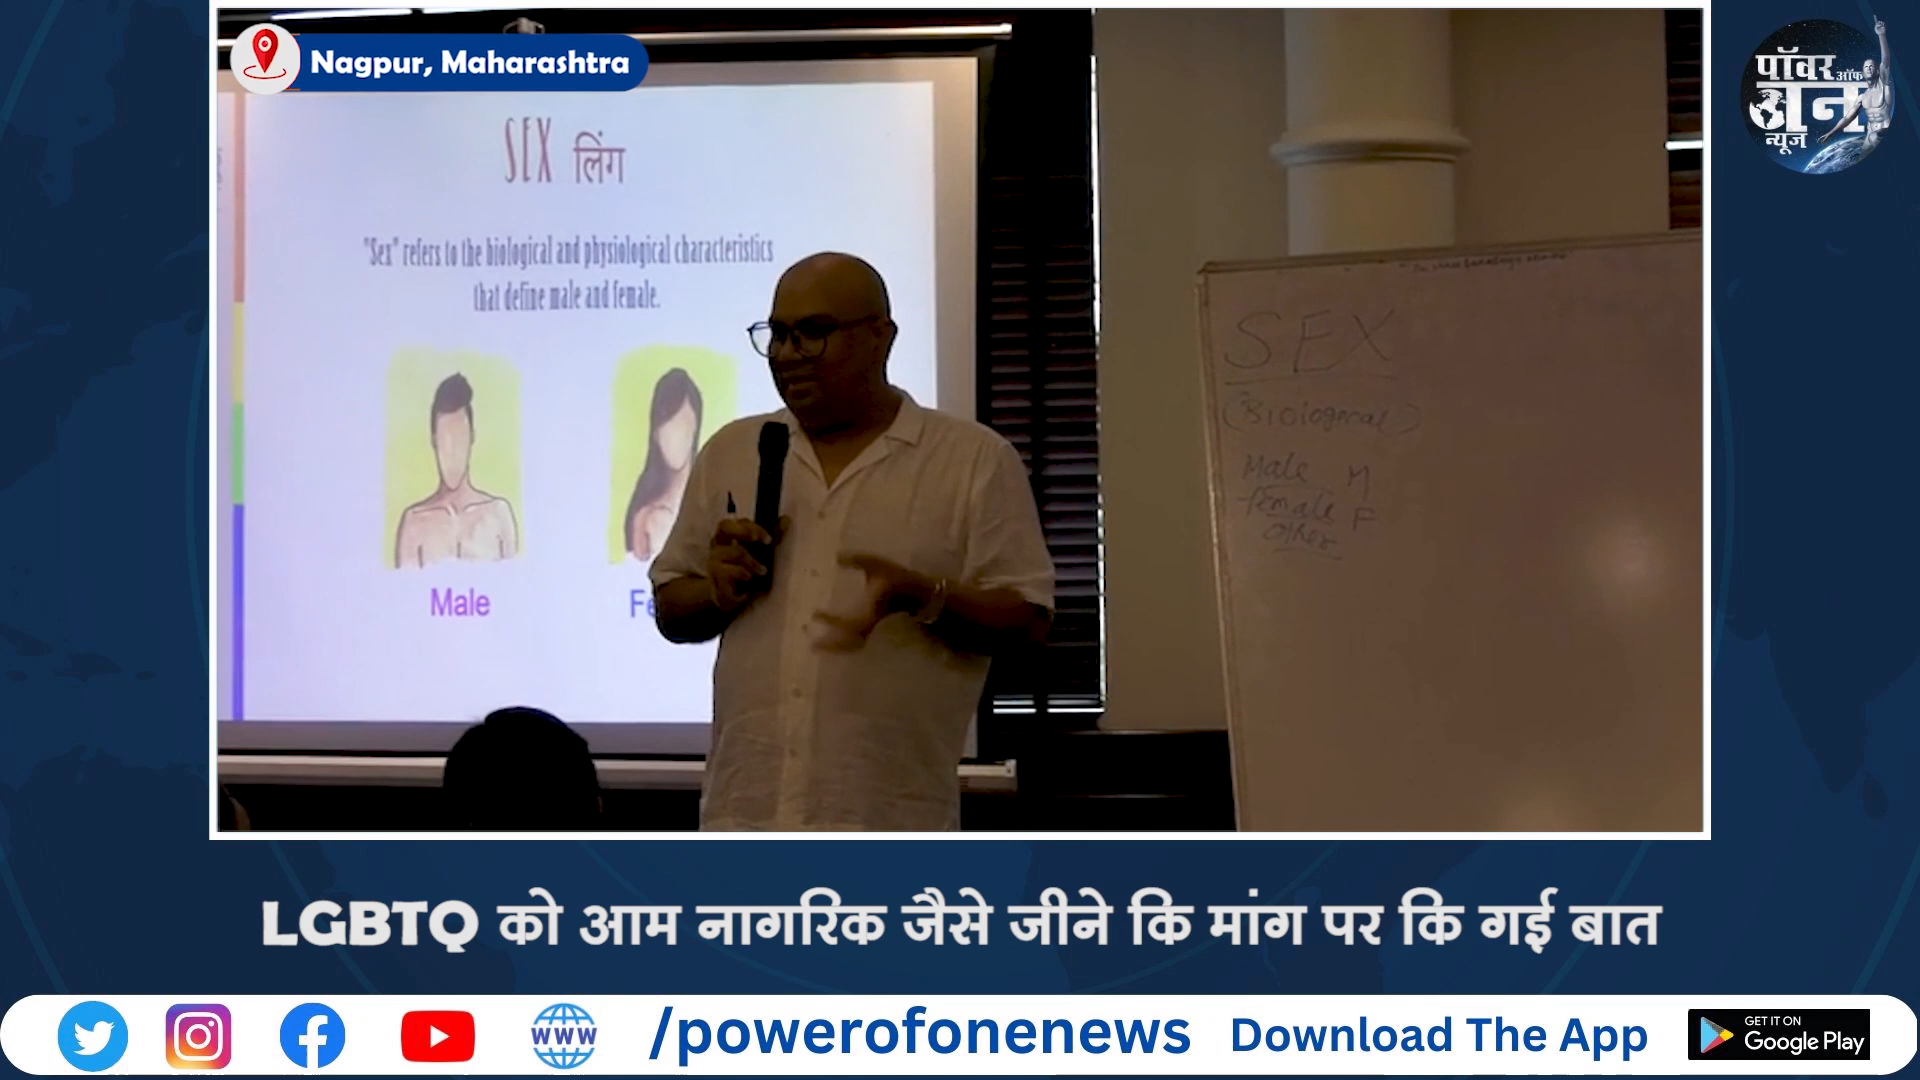 Nagpur, Maharashtra
पॉवर ऑफ
वन
न्यूज
SEX लिंग
"Sex" refers to the biological and physiological characteristics
that define male and female.
Male
Fe
SEX
Male M
female F
other
LGBTQ को आम नागरिक जैसे जीने कि मांग पर कि गई बात
www
/powerofonenews
Download The App
GET IT ON
Google Play